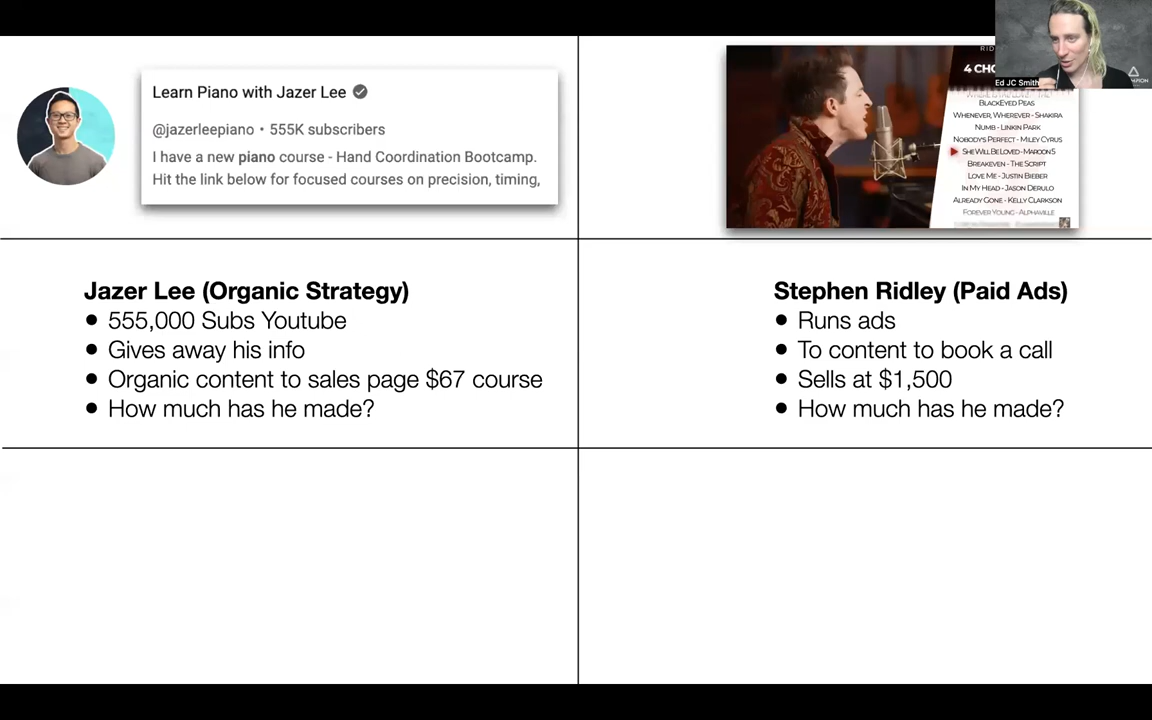 Learn Piano with Jazer Lee
@jazerleepiano • 555K subscribers
I have a new piano course - Hand Coordination Bootcamp.
Hit the link below for focused courses on precision, timing,
4 CHO
BLACKEYED PEAS
WHENEVER, WHEREVER - SHAKIRA
NUMB - LINKIN PARK
NOBODY'S PERFECT - MILEY CYRUS
SHE WILL BE LOVED - MAROON 5
BREAKEVEN - THE SCRIPT
LOVE ME - JUSTIN BIEBER
IN MY HEAD - JASON DERULO
ALREADY GONE - KELLY CLARKSON
FOREVER YOUNG - ALPHAVILLE
Ed JC Smith
Jazer Lee (Organic Strategy)
• 555,000 Subs Youtube
• Gives away his info
• Organic content to sales page $67 course
• How much has he made?
Stephen Ridley (Paid Ads)
• Runs ads
• To content to book a call
• Sells at $1,500
• How much has he made?